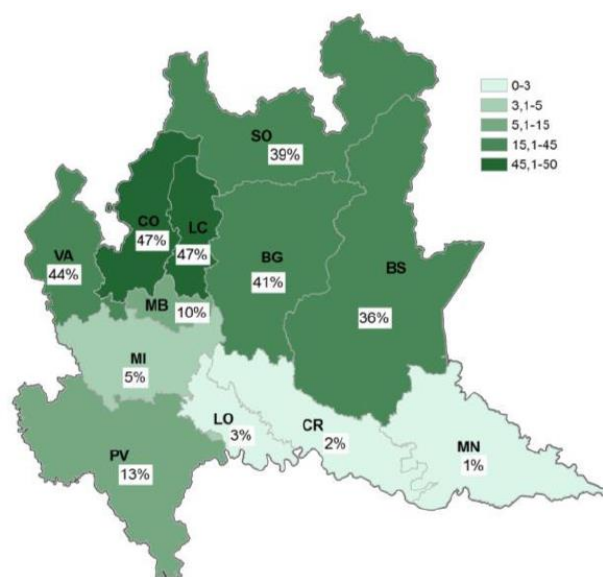 0-3
3,1-5
5,1-15
15,1-45
45,1-50
SO
39%
CO
47%
LC
47%
VA
44%
BG
41%
BS
36%
MB
10%
MI
5%
LO
3%
CR
2%
MN
1%
PV
13%